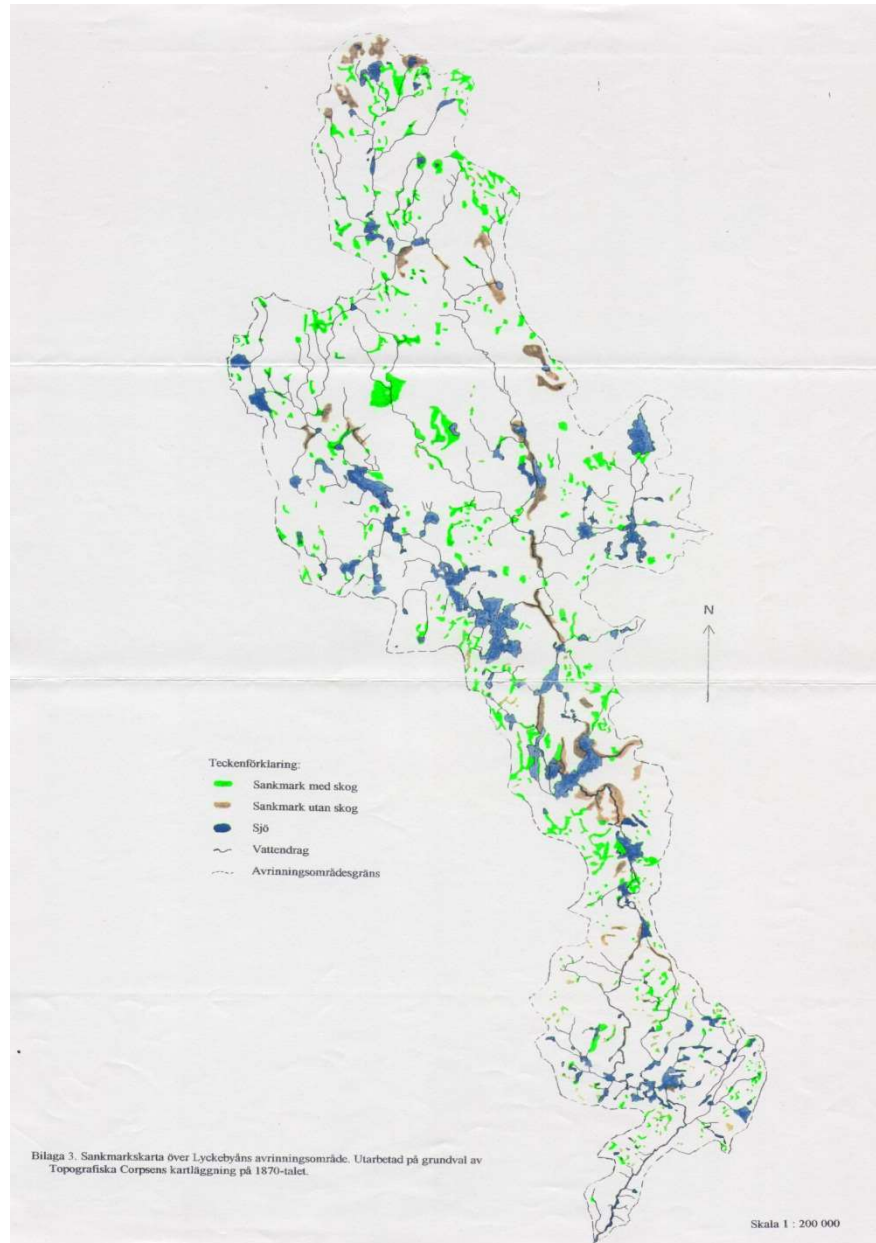 N
Teckenförklaring:
Sankmark med skog
Sankmark utan skog
Sjö
Vattendrag
Avrinningsområdesgräns
Bilaga 3. Sankmarkskarta över Lyckebyåns avrinningsområde. Utarbetad på grundval av
Topografiska Corpsens kartläggning på 1870-talet.
Skala 1 : 200 000